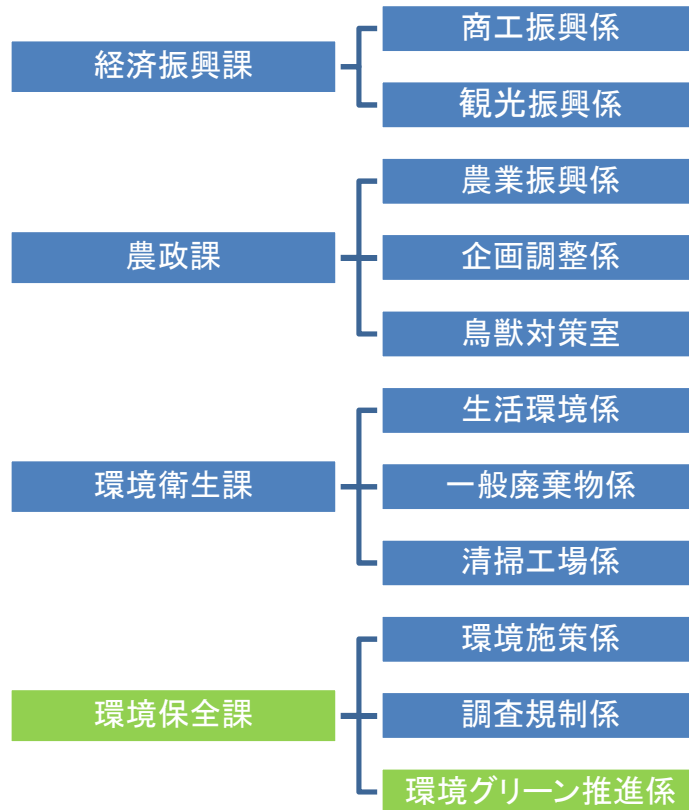 経済振興課
商工振興係
観光振興係
農政課
農業振興係
企画調整係
鳥獣対策室
環境衛生課
生活環境係
一般廃棄物係
清掃工場係
環境保全課
環境施策係
調査規制係
環境グリーン推進係